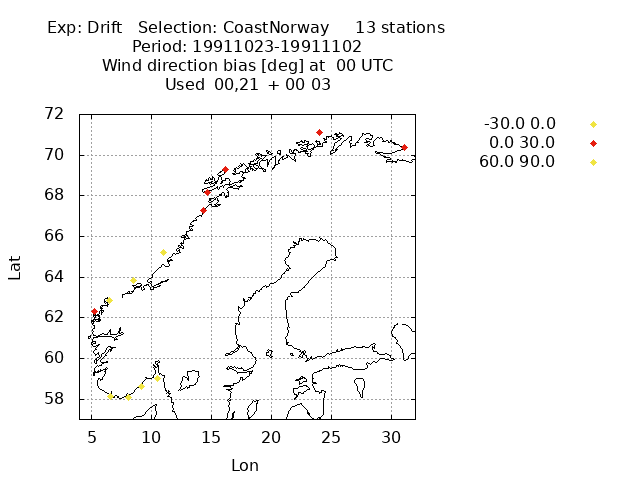 Exp: Drift   Selection: CoastNorway     13 stations
Period: 19911023-19911102
Wind direction bias [deg] at  00 UTC
Used  00,21  + 00 03
-30.0 0.0
0.0 30.0
60.0 90.0
72
70
68
66
64
62
60
58
Lat
5 10 15 20 25 30
Lon